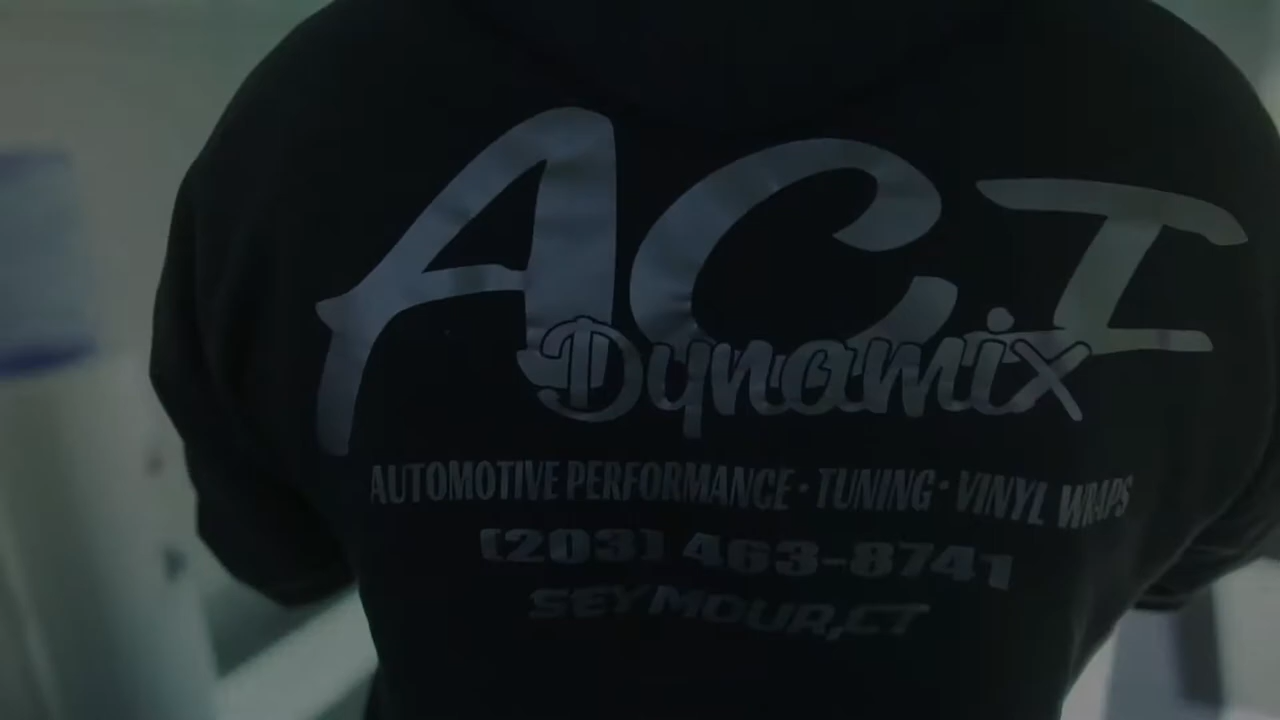 ACI
Dynamix
AUTOMOTIVE PERFORMANCE · TUNING · VINYL WRAPS
(203) 463-8741
SEYMOUR,CT